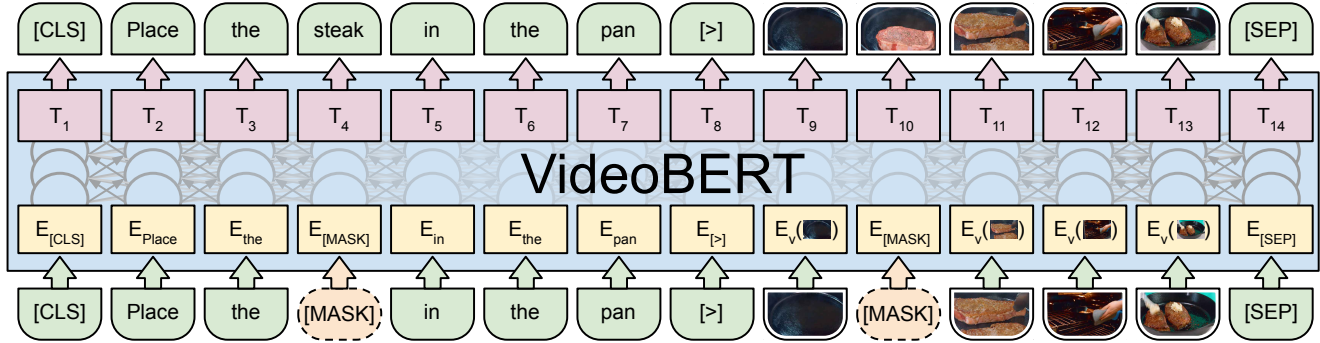 [CLS] Place the steak in the pan [>] [SEP]
T1 T2 T3 T4 T5 T6 T7 T8 T9 T10 T11 T12 T13 T14
VideoBERT
E[CLS] EPlace Ethe E[MASK] Ein Ethe Epan E[>] Ev( ) E[MASK] Ev( ) Ev( ) Ev( ) E[SEP]
[CLS] Place the [MASK] in the pan [>] [MASK] [SEP]